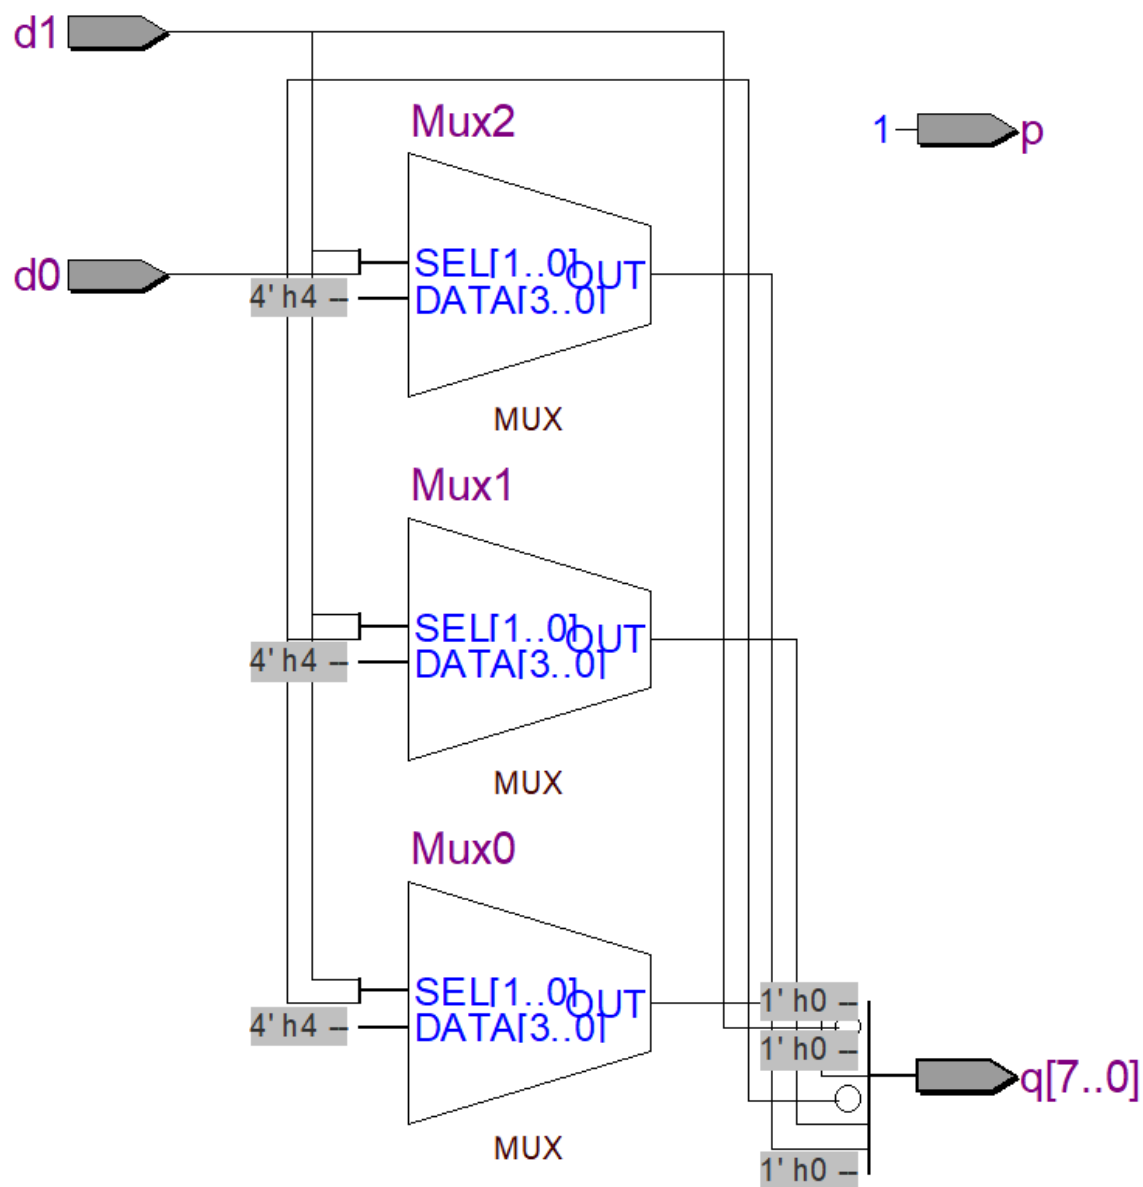 d1
Mux2
1
p
d0
SEL[1..0]
OUT
4' h4 --
DATA[3..0]
MUX
Mux1
SEL[1..0]
OUT
4' h4 --
DATA[3..0]
MUX
Mux0
SEL[1..0]
OUT
1' h0 --
4' h4 --
DATA[3..0]
1' h0 --
q[7..0]
MUX
1' h0 --